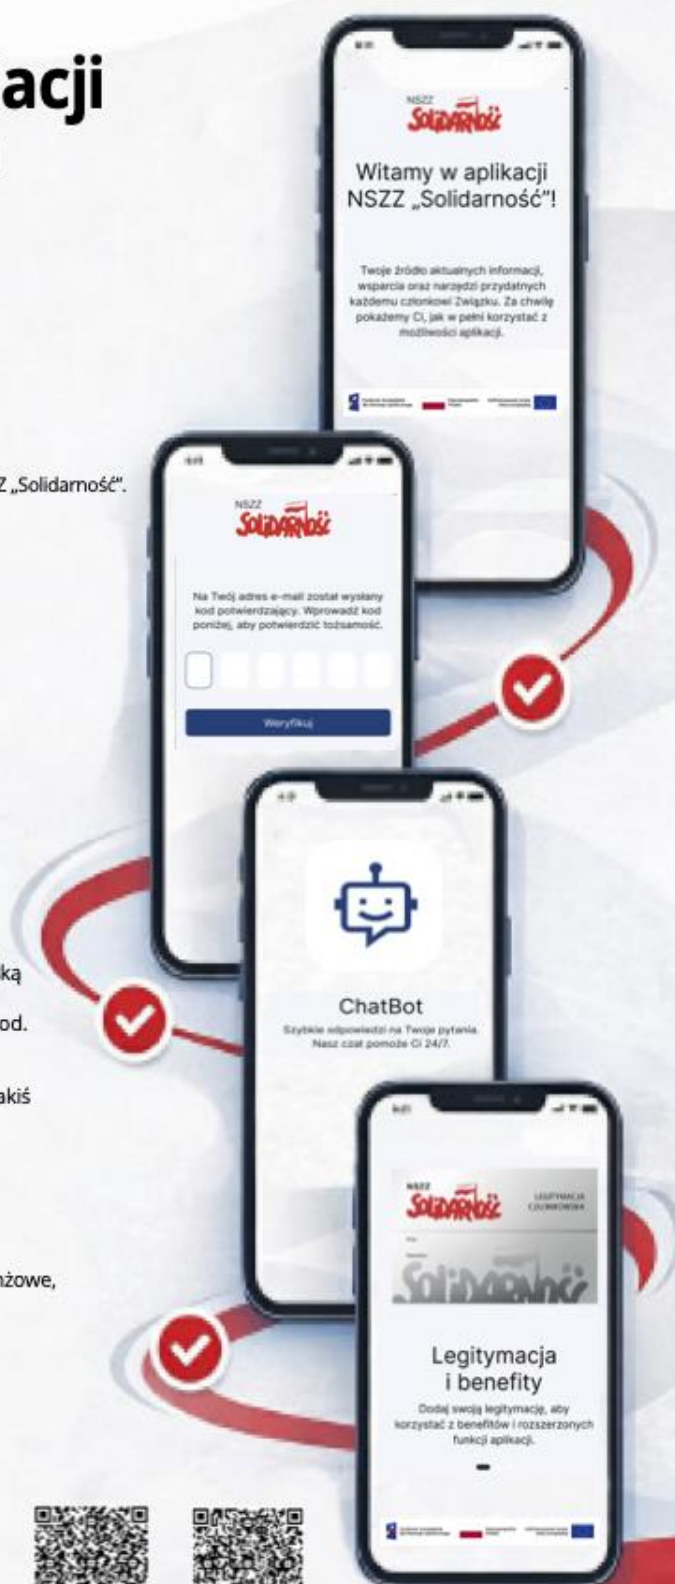 acji
NSZZ
Solidarność
Witamy w aplikacji
NSZZ „Solidarność”!
Twoje źródło aktualnych informacji,
wsparcia oraz narzędzi przydatnych
każdemu członkowi Związku. Za chwilę
pokażemy Ci, jak w pełni korzystać z
możliwości aplikacji.
Z „Solidarność”.
NSZZ
Solidarność
Na Twój adres e-mail został wysłany
kod potwierdzający. Wprowadź kod
poniżej, aby potwierdzić tożsamość.
Weryfikuj
ką
od.
akiś
ChatBot
Szybkie odpowiedzi na Twoje pytania.
Nasz czat pomoże Ci 24/7.
nżowe,
NSZZ
Solidarność
LEGITYMACJA
CZŁONKOWSKA
Solidarność
Legitymacja
i benefity
Dodaj swoją legitymację, aby
korzystać z benefitów i rozszerzonych
funkcji aplikacji.